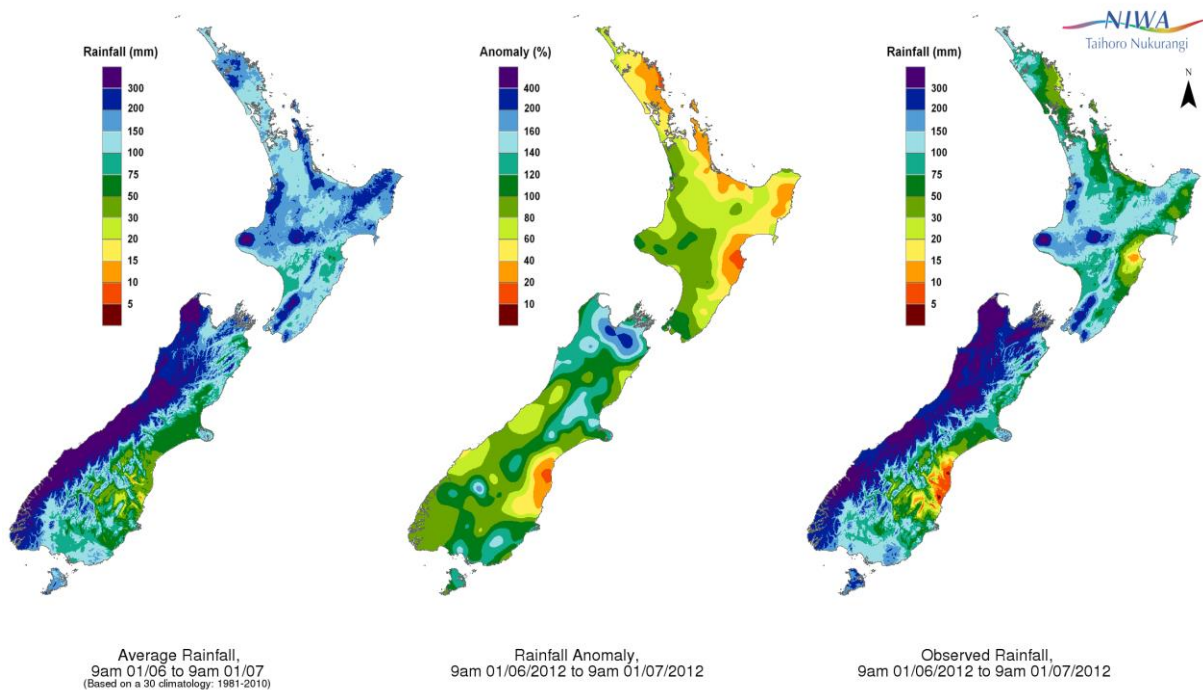 NIWA
Taihoro Nukurangi
N
Rainfall (mm)
300
200
150
100
75
50
30
20
15
10
5
Anomaly (%)
400
200
160
140
120
100
80
60
40
20
10
Rainfall (mm)
300
200
150
100
75
50
30
20
15
10
5
Average Rainfall,
9am 01/06 to 9am 01/07
(Based on a 30 climatology: 1981-2010)
Rainfall Anomaly,
9am 01/06/2012 to 9am 01/07/2012
Observed Rainfall,
9am 01/06/2012 to 9am 01/07/2012